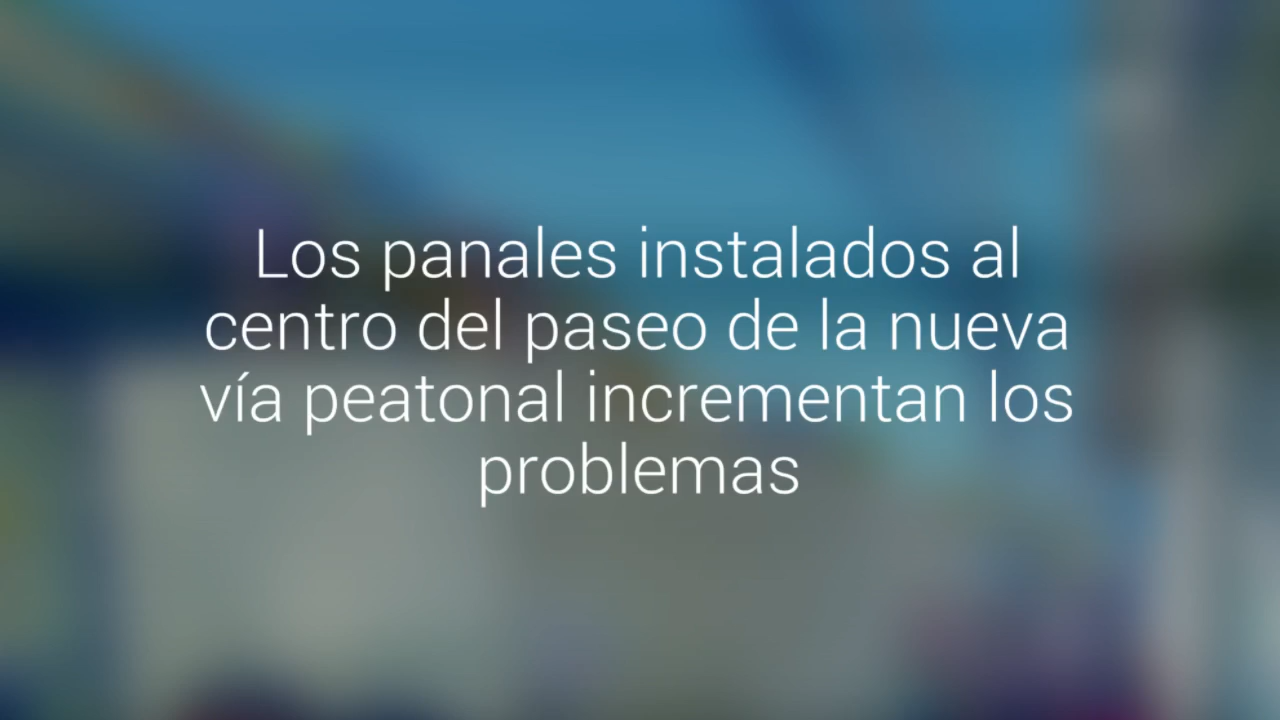 Los panales instalados al
centro del paseo de la nueva
vía peatonal incrementan los
problemas